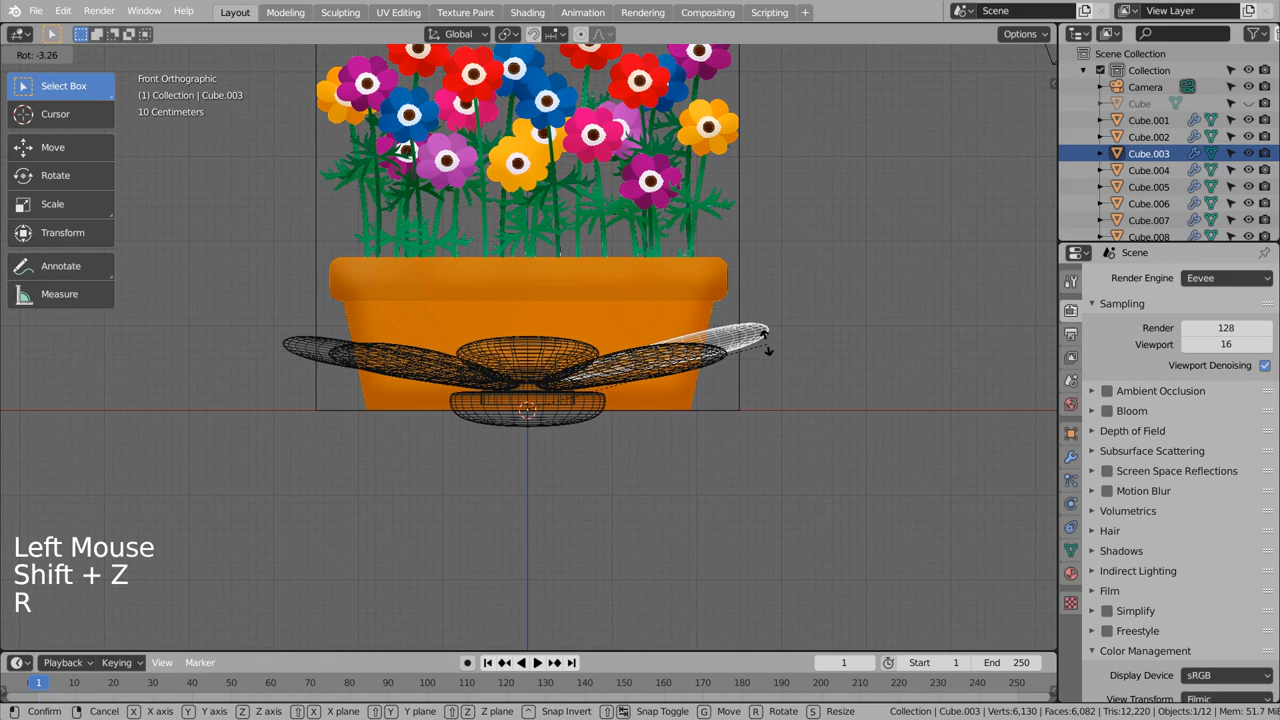 File Edit Render Window Help
Layout Modeling Sculpting UV Editing Texture Paint Shading Animation Rendering Compositing Scripting +
Scene View Layer
Global Options
Rot: -3.26
Select Box
Cursor
Move
Rotate
Scale
Transform
Annotate
Measure
Front Orthographic
(1) Collection | Cube.003
10 Centimeters
Left Mouse
Shift + Z
R
Scene Collection
Collection
Camera
Cube
Cube.001
Cube.002
Cube.003
Cube.004
Cube.005
Cube.006
Cube.007
Cube.008
Scene
Render Engine Eevee
Sampling
Render 128
Viewport 16
Viewport Denoising
Ambient Occlusion
Bloom
Depth of Field
Subsurface Scattering
Screen Space Reflections
Motion Blur
Volumetrics
Hair
Shadows
Indirect Lighting
Film
Simplify
Freestyle
Color Management
Display Device sRGB
View Transform Filmic
Playback Keying View Marker 1 Start 1 End 250
1 10 20 30 40 50 60 70 80 90 100 110 120 130 140 150 160 170 180 190 200 210 220 230 240 250
Confirm Cancel X X axis Y Y axis Z Z axis X X plane Y Y plane Z Z plane Snap Invert Snap Toggle G Move R Rotate S Resize Collection | Cube.003 | Verts:6,130 | Faces:6,082 | Tris:12,220 | Objects:1/12 | Mem: 51.7 Mi